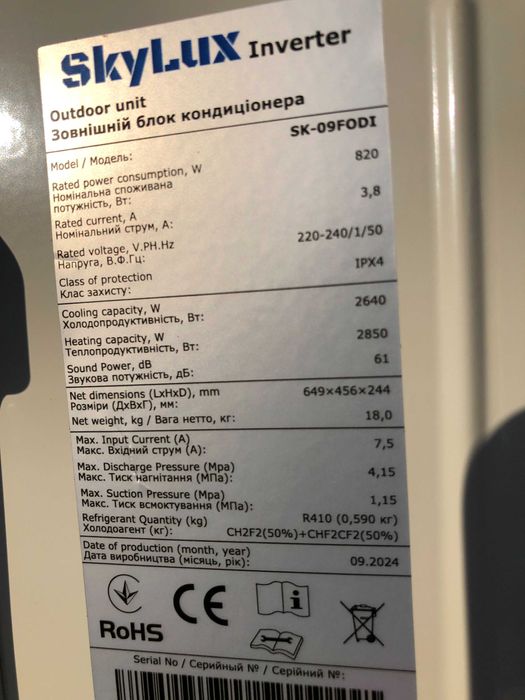 SkyLux Inverter
Outdoor unit
Зовнішній блок кондиціонера
Model / Модель: SK-09FODI
Rated power consumption, W 820
Номінальна споживана
потужність, Вт:
Rated current, A 3,8
Номінальний струм, А:
Rated voltage, V.PH.Hz 220-240/1/50
Напруга, В.Ф.Гц:
Class of protection IPX4
Клас захисту:
Cooling capacity, W 2640
Холодопродуктивність, Вт:
Heating capacity, W 2850
Теплопродуктивність, Вт:
Sound Power, dB 61
Звукова потужність, дБ:
Net dimensions (LxHxD), mm 649×456×244
Розміри (ДхВхГ), мм:
Net weight, kg / Вага нетто, кг: 18,0
Max. Input Current (A) 7,5
Макс. Вхідний струм (А):
Max. Discharge Pressure (Mpa) 4,15
Макс. Тиск нагнітання (МПа):
Max. Suction Pressure (Mpa) 1,15
Макс. Тиск всмоктування (МПа):
Refrigerant Quantity (kg) R410 (0,590 кг)
Холодоагент (кг): CH2F2(50%)+CHF2CF2(50%)
Date of production (month, year) 09.2024
Дата виробництва (місяць, рік):
CE
i
RoHS
Serial No / Серийный № / Серійний №: